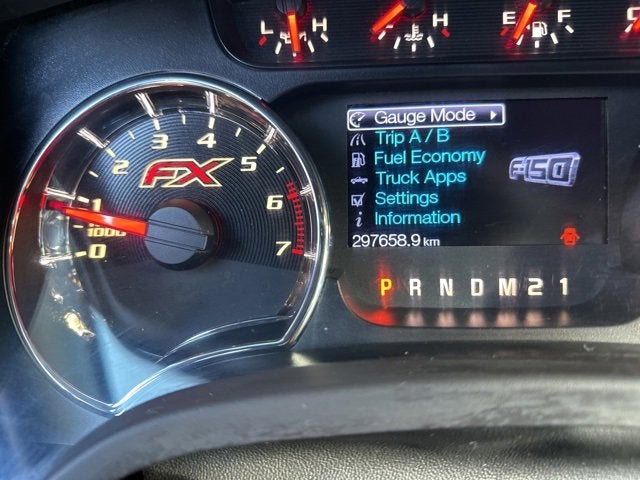 L H
C H
E F
Gauge Mode
Trip A / B
Fuel Economy
Truck Apps
Settings
Information
297658.9 km
F-150
P R N D M 2 1
FX
0 1 2 3 4 5 6 7
1000